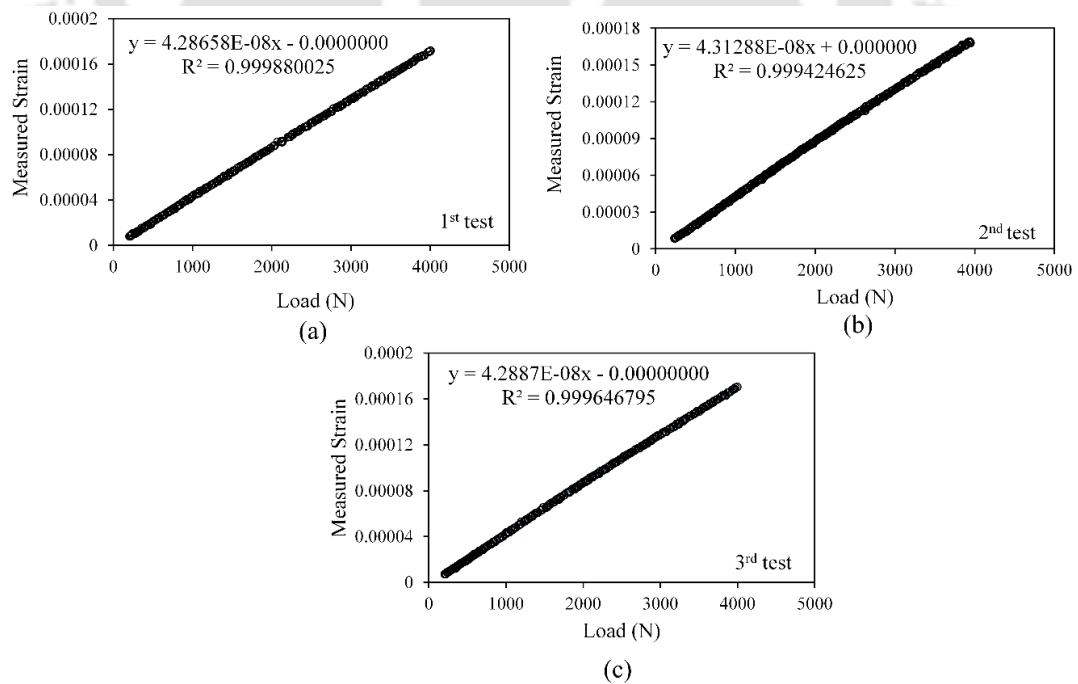 y = 4.28658E-08x - 0.0000000
R² = 0.999880025
Measured Strain
0.0002
0.00016
0.00012
0.00008
0.00004
0
0 1000 2000 3000 4000 5000
1st test
Load (N)
(a)
y = 4.31288E-08x + 0.000000
R² = 0.999424625
Measured Strain
0.00018
0.00015
0.00012
0.00009
0.00006
0.00003
0
0 1000 2000 3000 4000 5000
2nd test
Load (N)
(b)
y = 4.2887E-08x - 0.00000000
R² = 0.999646795
Measured Strain
0.0002
0.00016
0.00012
0.00008
0.00004
0
0 1000 2000 3000 4000 5000
3rd test
Load (N)
(c)